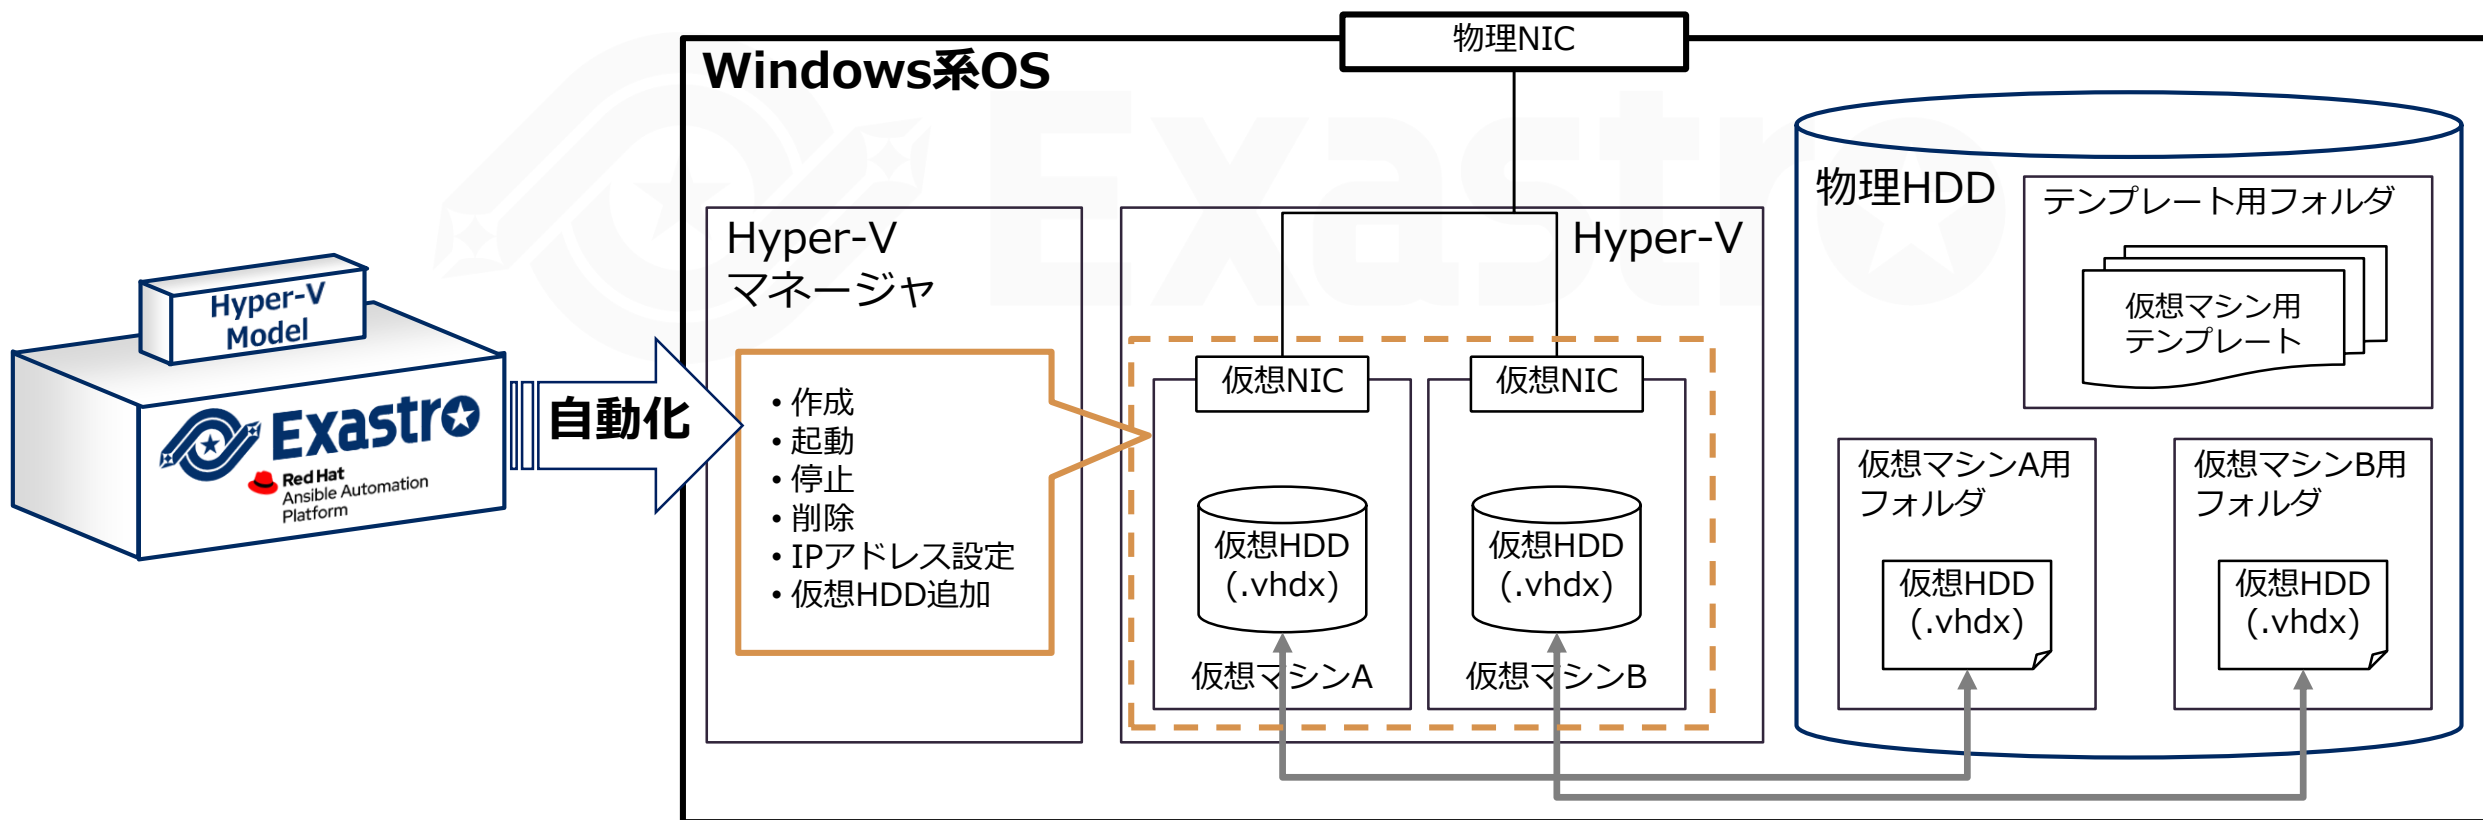 物理NIC
Windows系OS
Exastro
物理HDD
テンプレート用フォルダ
仮想マシン用
テンプレート
Hyper-V
マネージャ
Hyper-V
Hyper-V
Model
Exastro
Red Hat
Ansible Automation
Platform
自動化
・作成
・起動
・停止
・削除
・IPアドレス設定
・仮想HDD追加
仮想NIC
仮想HDD
(.vhdx)
仮想マシンA
仮想NIC
仮想HDD
(.vhdx)
仮想マシンB
仮想マシンA用
フォルダ
仮想HDD
(.vhdx)
仮想マシンB用
フォルダ
仮想HDD
(.vhdx)